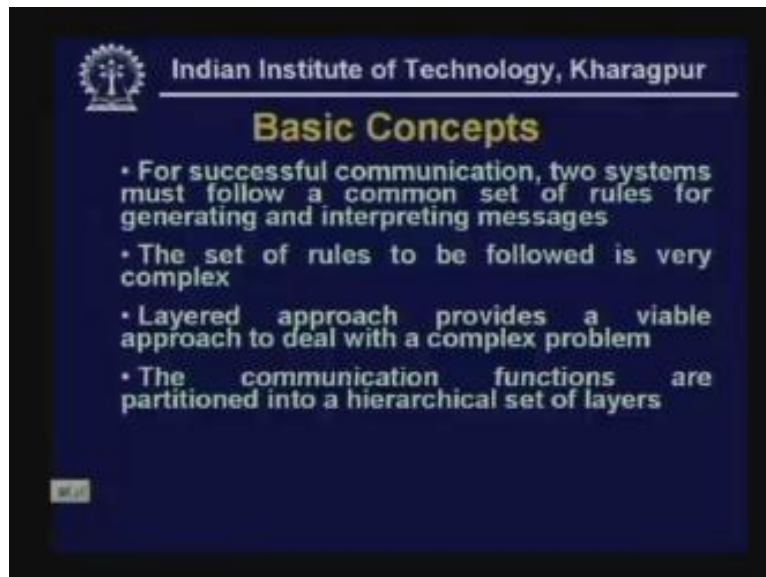 Indian Institute of Technology, Kharagpur
Basic Concepts
• For successful communication, two systems
must follow a common set of rules for
generating and interpreting messages
• The set of rules to be followed is very
complex
• Layered approach provides a viable
approach to deal with a complex problem
• The communication functions are
partitioned into a hierarchical set of layers